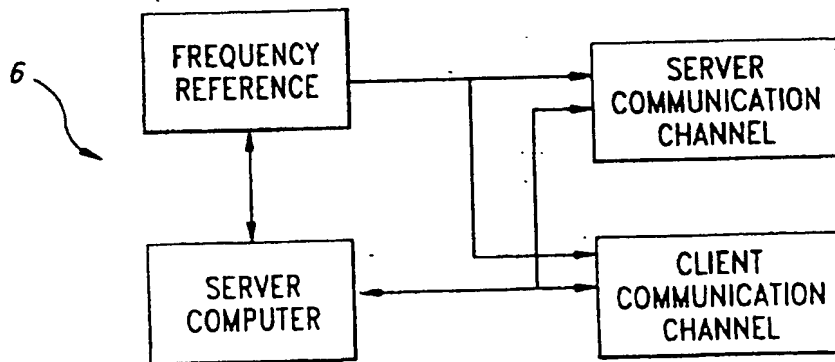 6
FREQUENCY
REFERENCE
SERVER
COMMUNICATION
CHANNEL
SERVER
COMPUTER
CLIENT
COMMUNICATION
CHANNEL